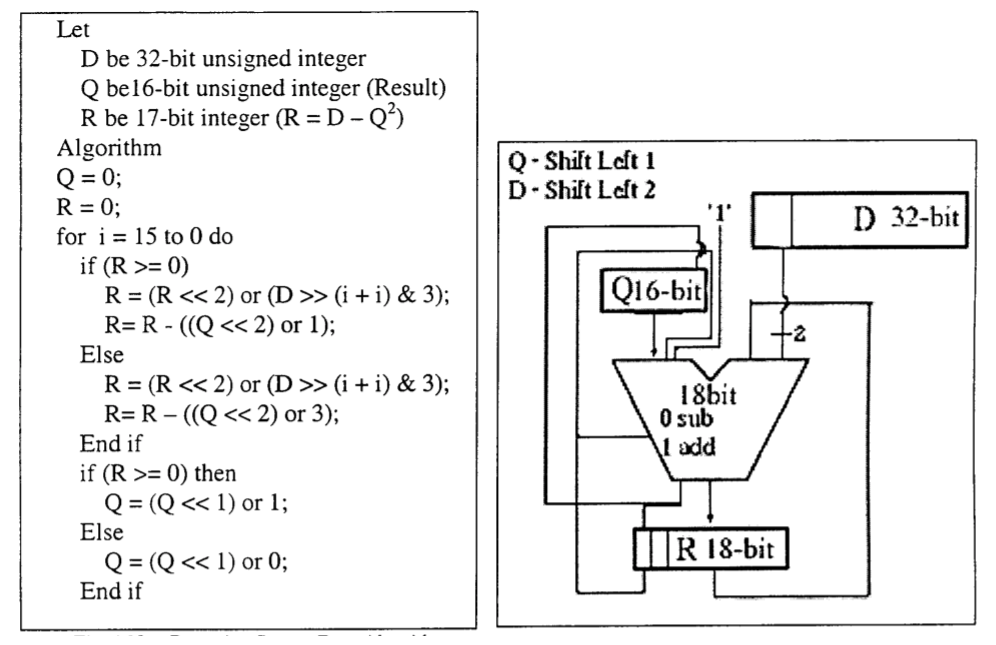 Let
D be 32-bit unsigned integer
Q be16-bit unsigned integer (Result)
R be 17-bit integer (R = D – Q²)
Algorithm
Q = 0;
R = 0;
for i = 15 to 0 do
if (R >= 0)
R = (R << 2) or (D >> (i + i) & 3);
R= R - ((Q << 2) or 1);
Else
R = (R << 2) or (D >> (i + i) & 3);
R= R – ((Q << 2) or 3);
End if
if (R >= 0) then
Q = (Q << 1) or 1;
Else
Q = (Q << 1) or 0;
End if
Q - Shift Left 1
D - Shift Left 2
'1'
D 32-bit
Q16-bit
2
18bit
0 sub
1 add
R 18-bit